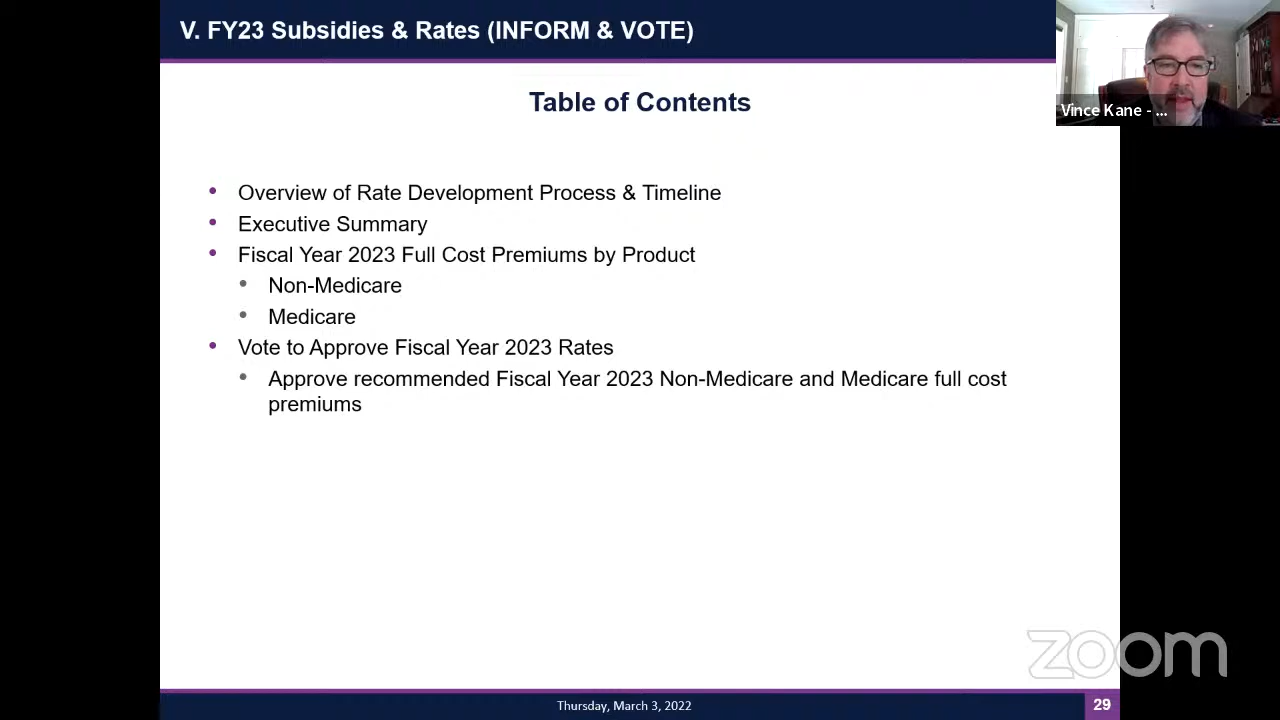 V. FY23 Subsidies & Rates (INFORM & VOTE)
Vince Kane - ...
Table of Contents
• Overview of Rate Development Process & Timeline
• Executive Summary
• Fiscal Year 2023 Full Cost Premiums by Product
• Non-Medicare
• Medicare
• Vote to Approve Fiscal Year 2023 Rates
• Approve recommended Fiscal Year 2023 Non-Medicare and Medicare full cost
premiums
zoom
Thursday, March 3, 2022
29